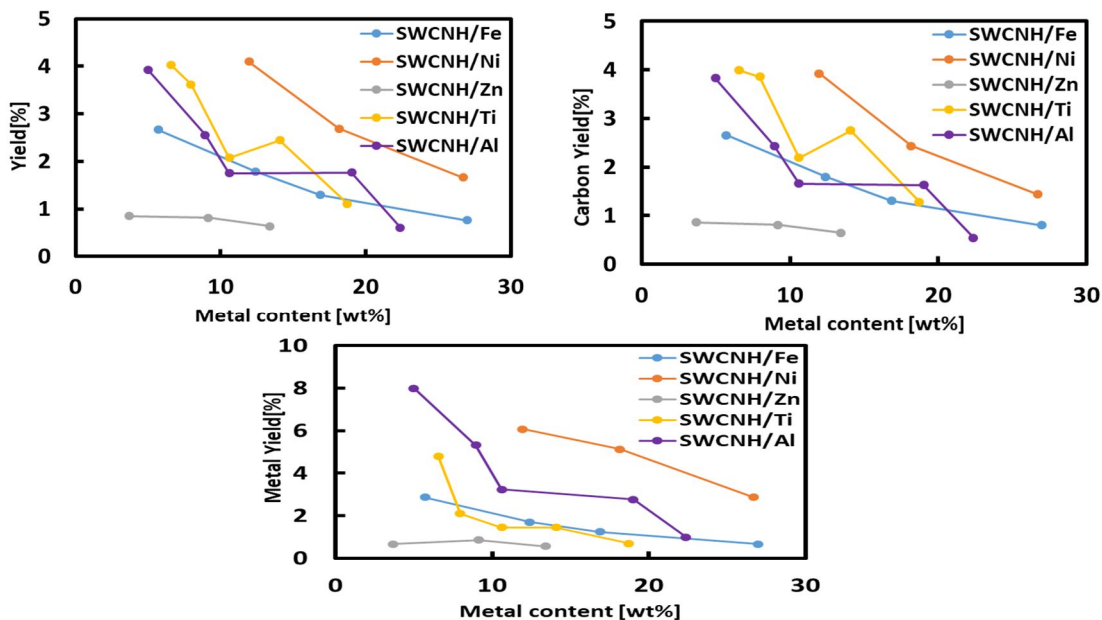 5
4
3
2
1
0
Yield[%]
0
10
20
30
Metal content [wt%]
SWCNH/Fe
SWCNH/Ni
SWCNH/Zn
SWCNH/Ti
SWCNH/Al
5
4
3
2
1
0
Carbon Yield[%]
0
10
20
30
Metal content [wt%]
SWCNH/Fe
SWCNH/Ni
SWCNH/Zn
SWCNH/Ti
SWCNH/Al
10
8
6
4
2
0
Metal Yield[%]
0
10
20
30
Metal content [wt%]
SWCNH/Fe
SWCNH/Ni
SWCNH/Zn
SWCNH/Ti
SWCNH/Al